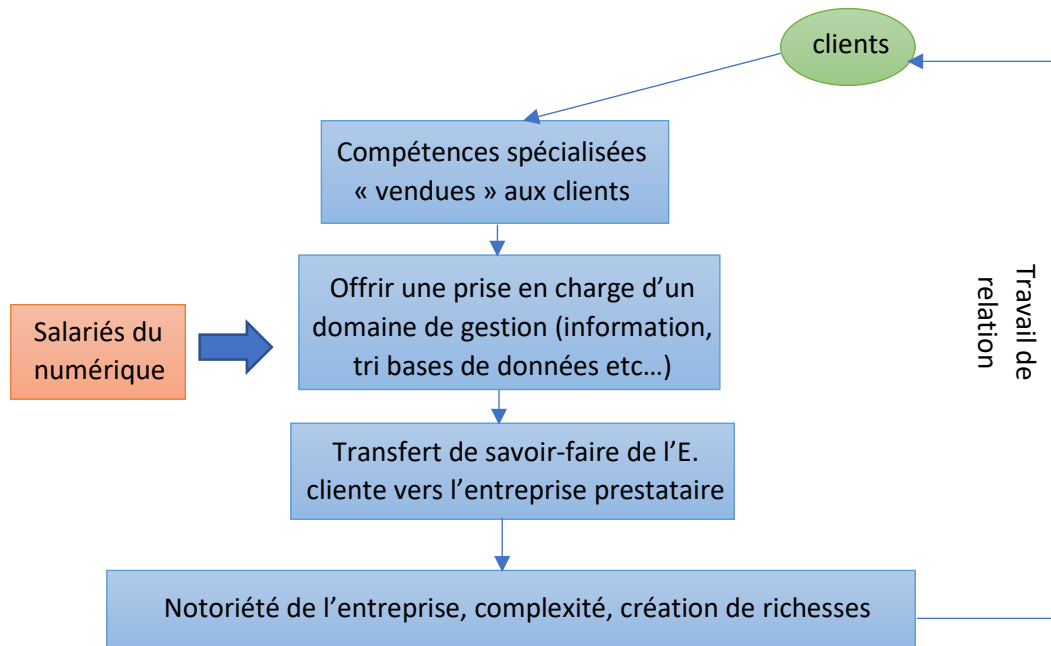 clients
Compétences spécialisées
« vendues » aux clients
Offrir une prise en charge d’un
domaine de gestion (information,
tri bases de données etc…)
Salariés du
numérique
Travail de
relation
Transfert de savoir-faire de l’E.
cliente vers l’entreprise prestataire
Notoriété de l’entreprise, complexité, création de richesses